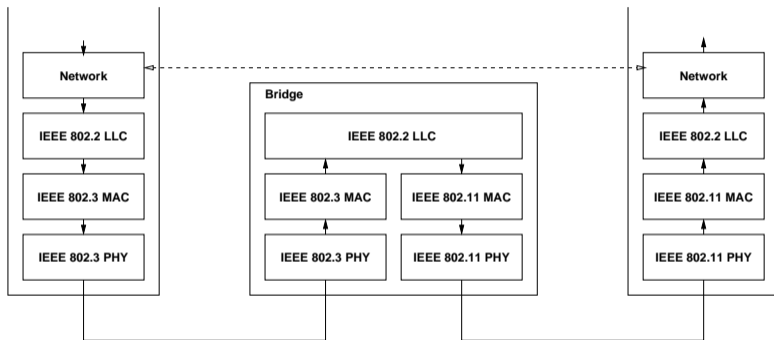 Network
IEEE 802.2 LLC
IEEE 802.3 MAC
IEEE 802.3 PHY
Bridge
IEEE 802.2 LLC
IEEE 802.3 MAC
IEEE 802.11 MAC
IEEE 802.3 PHY
IEEE 802.11 PHY
Network
IEEE 802.2 LLC
IEEE 802.11 MAC
IEEE 802.11 PHY